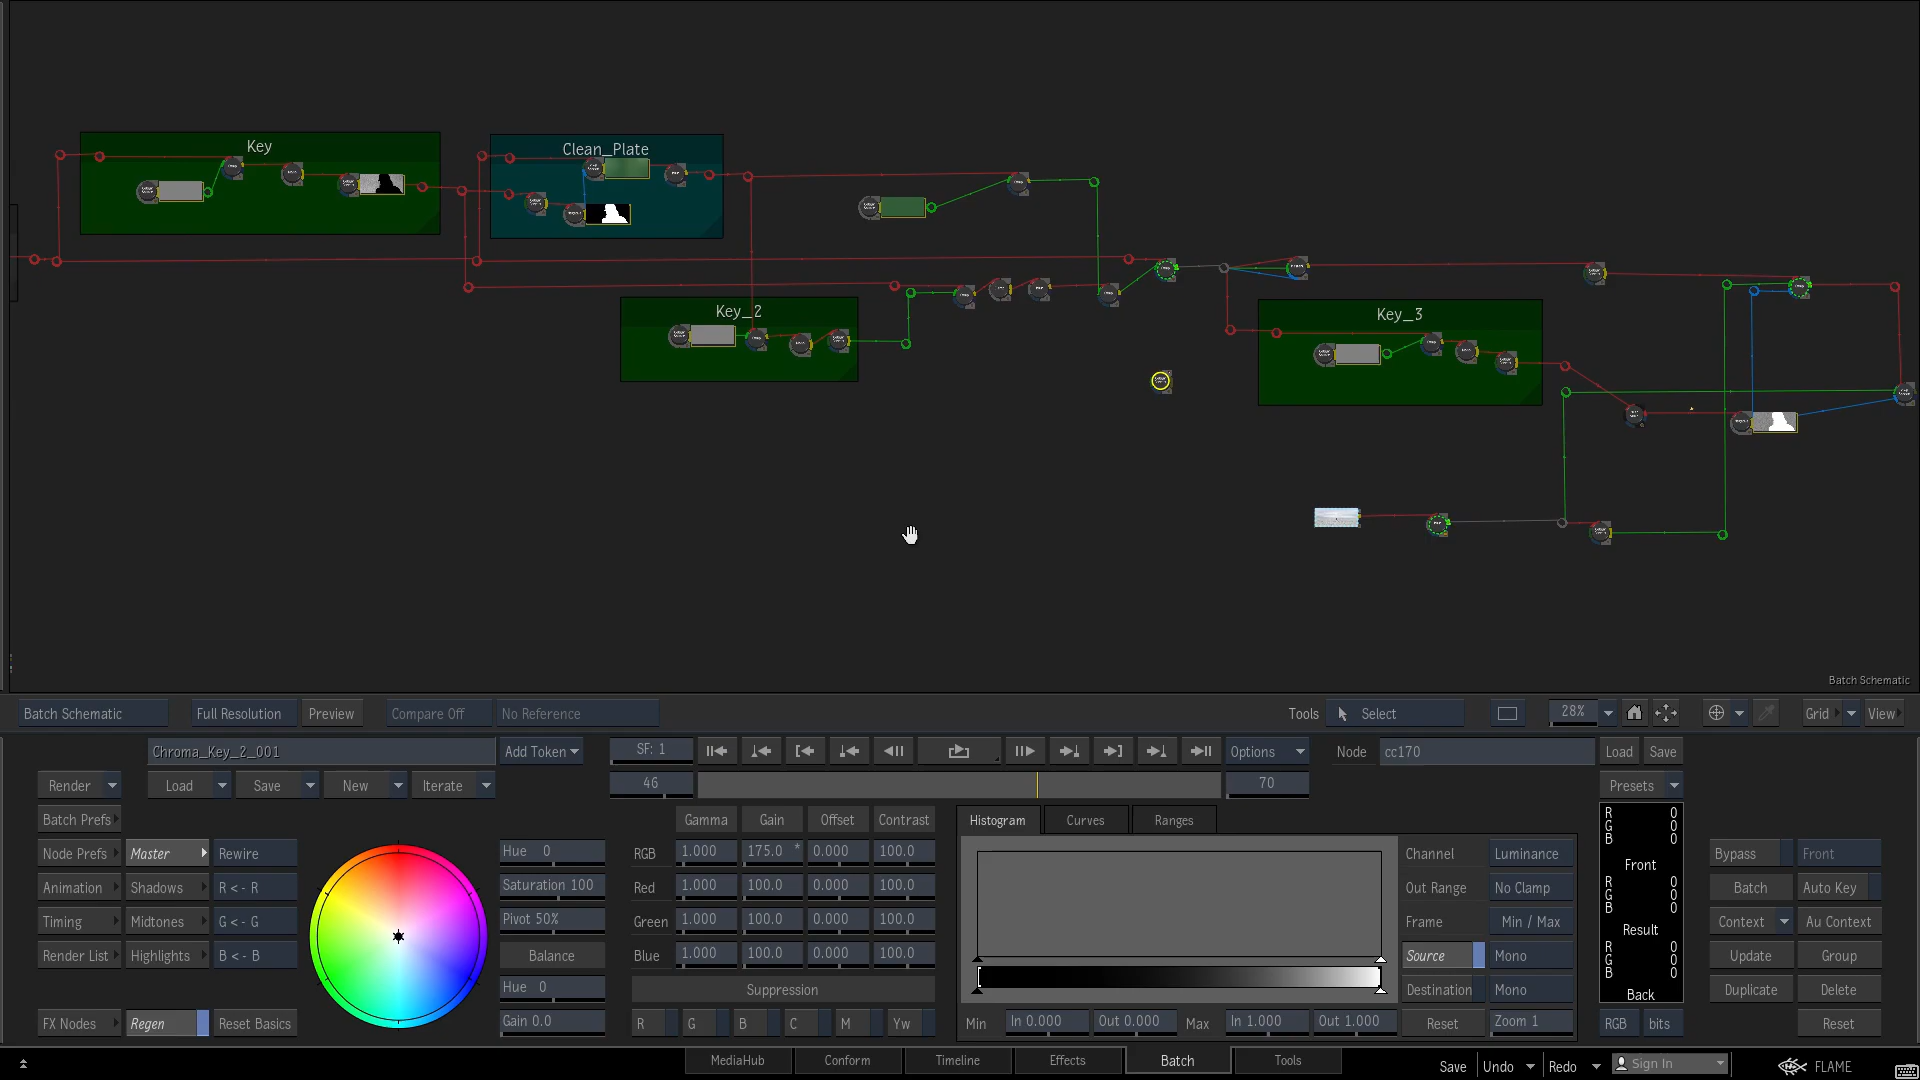 Key
Clean_Plate
Key_2
Key_3
Batch Schematic
Batch Schematic
Full Resolution
Preview
Compare Off
No Reference
Tools
Select
28%
Grid
View
Chroma_Key_2_001
Add Token
SF: 1
Options
Node
cc170
Load
Save
Render
Load
Save
New
Iterate
46
70
Presets
Batch Prefs
Gamma
Gain
Offset
Contrast
Histogram
Curves
Ranges
R 0
G 0
B 0
Front
R 0
G 0
B 0
Result
R 0
G 0
B 0
Back
Node Prefs
Master
Rewire
Hue 0
RGB
1.000
175.0 *
0.000
100.0
Channel
Luminance
Bypass
Front
Animation
Shadows
R <- R
Saturation 100
Red
1.000
100.0
0.000
100.0
Out Range
No Clamp
Batch
Auto Key
Timing
Midtones
G <- G
Pivot 50%
Green
1.000
100.0
0.000
100.0
Frame
Min / Max
Context
Au Context
Render List
Highlights
B <- B
Balance
Blue
1.000
100.0
0.000
100.0
Source
Mono
Update
Group
Hue 0
Suppression
Destination
Mono
Duplicate
Delete
FX Nodes
Regen
Reset Basics
Gain 0.0
R
G
B
C
M
Yw
Min
In 0.000
Out 0.000
Max
In 1.000
Out 1.000
Reset
Zoom 1
RGB
bits
Reset
MediaHub
Conform
Timeline
Effects
Batch
Tools
Save
Undo
Redo
Sign In
FLAME